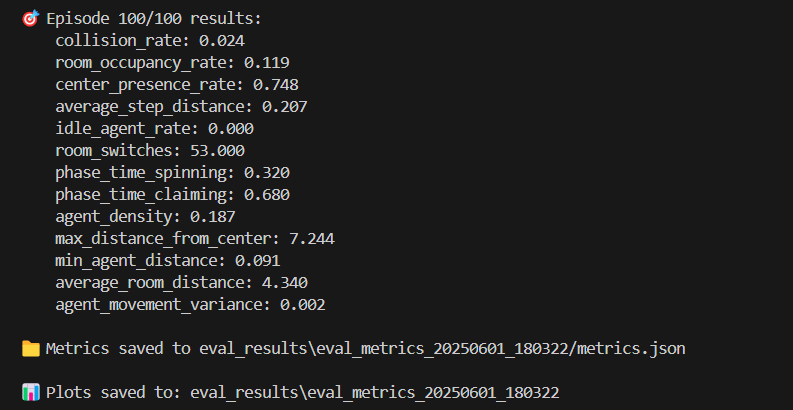 🎯 Episode 100/100 results:
collision_rate: 0.024
room_occupancy_rate: 0.119
center_presence_rate: 0.748
average_step_distance: 0.207
idle_agent_rate: 0.000
room_switches: 53.000
phase_time_spinning: 0.320
phase_time_claiming: 0.680
agent_density: 0.187
max_distance_from_center: 7.244
min_agent_distance: 0.091
average_room_distance: 4.340
agent_movement_variance: 0.002
📁 Metrics saved to eval_results\eval_metrics_20250601_180322/metrics.json
📊 Plots saved to: eval_results\eval_metrics_20250601_180322